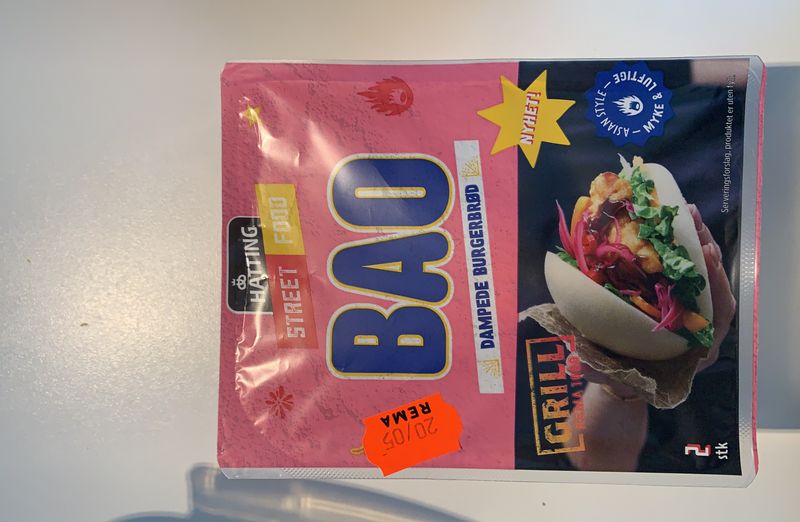 HATTING
STREET FOOD
BAO
DAMPEDE BURGERBRØD
NYHET!
ASIAN STYLE
MYKE & LUFTIGE
Serveringsforslag, produktet er uten fyll.
GRILL
2
stk
REMA
20/05